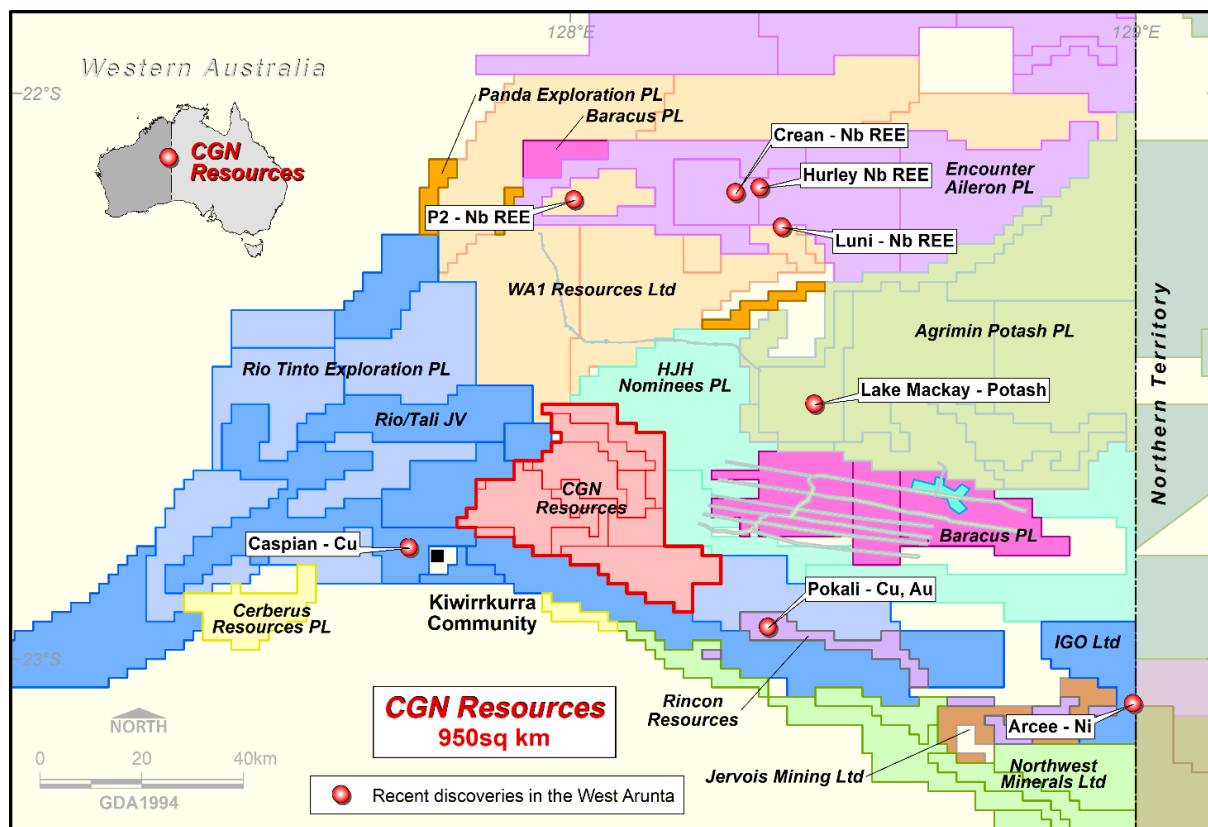 128°E
129°E
Western Australia
22°S
Panda Exploration PL
Baracus PL
CGN
Resources
Crean - Nb REE
Hurley Nb REE
Encounter
Aileron PL
P2 - Nb REE
Luni - Nb REE
WA1 Resources Ltd
Agrimin Potash PL
Northern Territory
Rio Tinto Exploration PL
HJH
Nominees PL
Lake Mackay - Potash
Rio/Tali JV
CGN
Resources
Baracus PL
Caspian - Cu
Pokali - Cu, Au
Kiwirrkurra
Community
Cerberus
Resources PL
23°S
IGO Ltd
Rincon
Resources
CGN Resources
950sq km
NORTH
Arcee - Ni
0 20 40km
GDA1994
Jervois Mining Ltd
Northwest
Minerals Ltd
Recent discoveries in the West Arunta